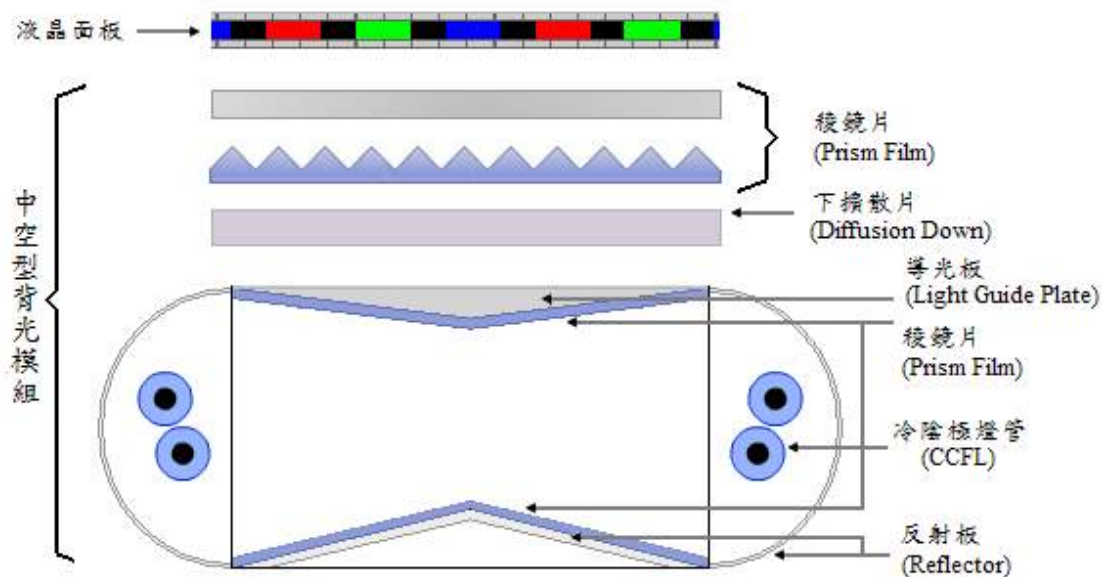 液晶面板
中空型背光模組
稜鏡片
(Prism Film)
下擴散片
(Diffusion Down)
導光板
(Light Guide Plate)
稜鏡片
(Prism Film)
冷陰極燈管
(CCFL)
反射板
(Reflector)